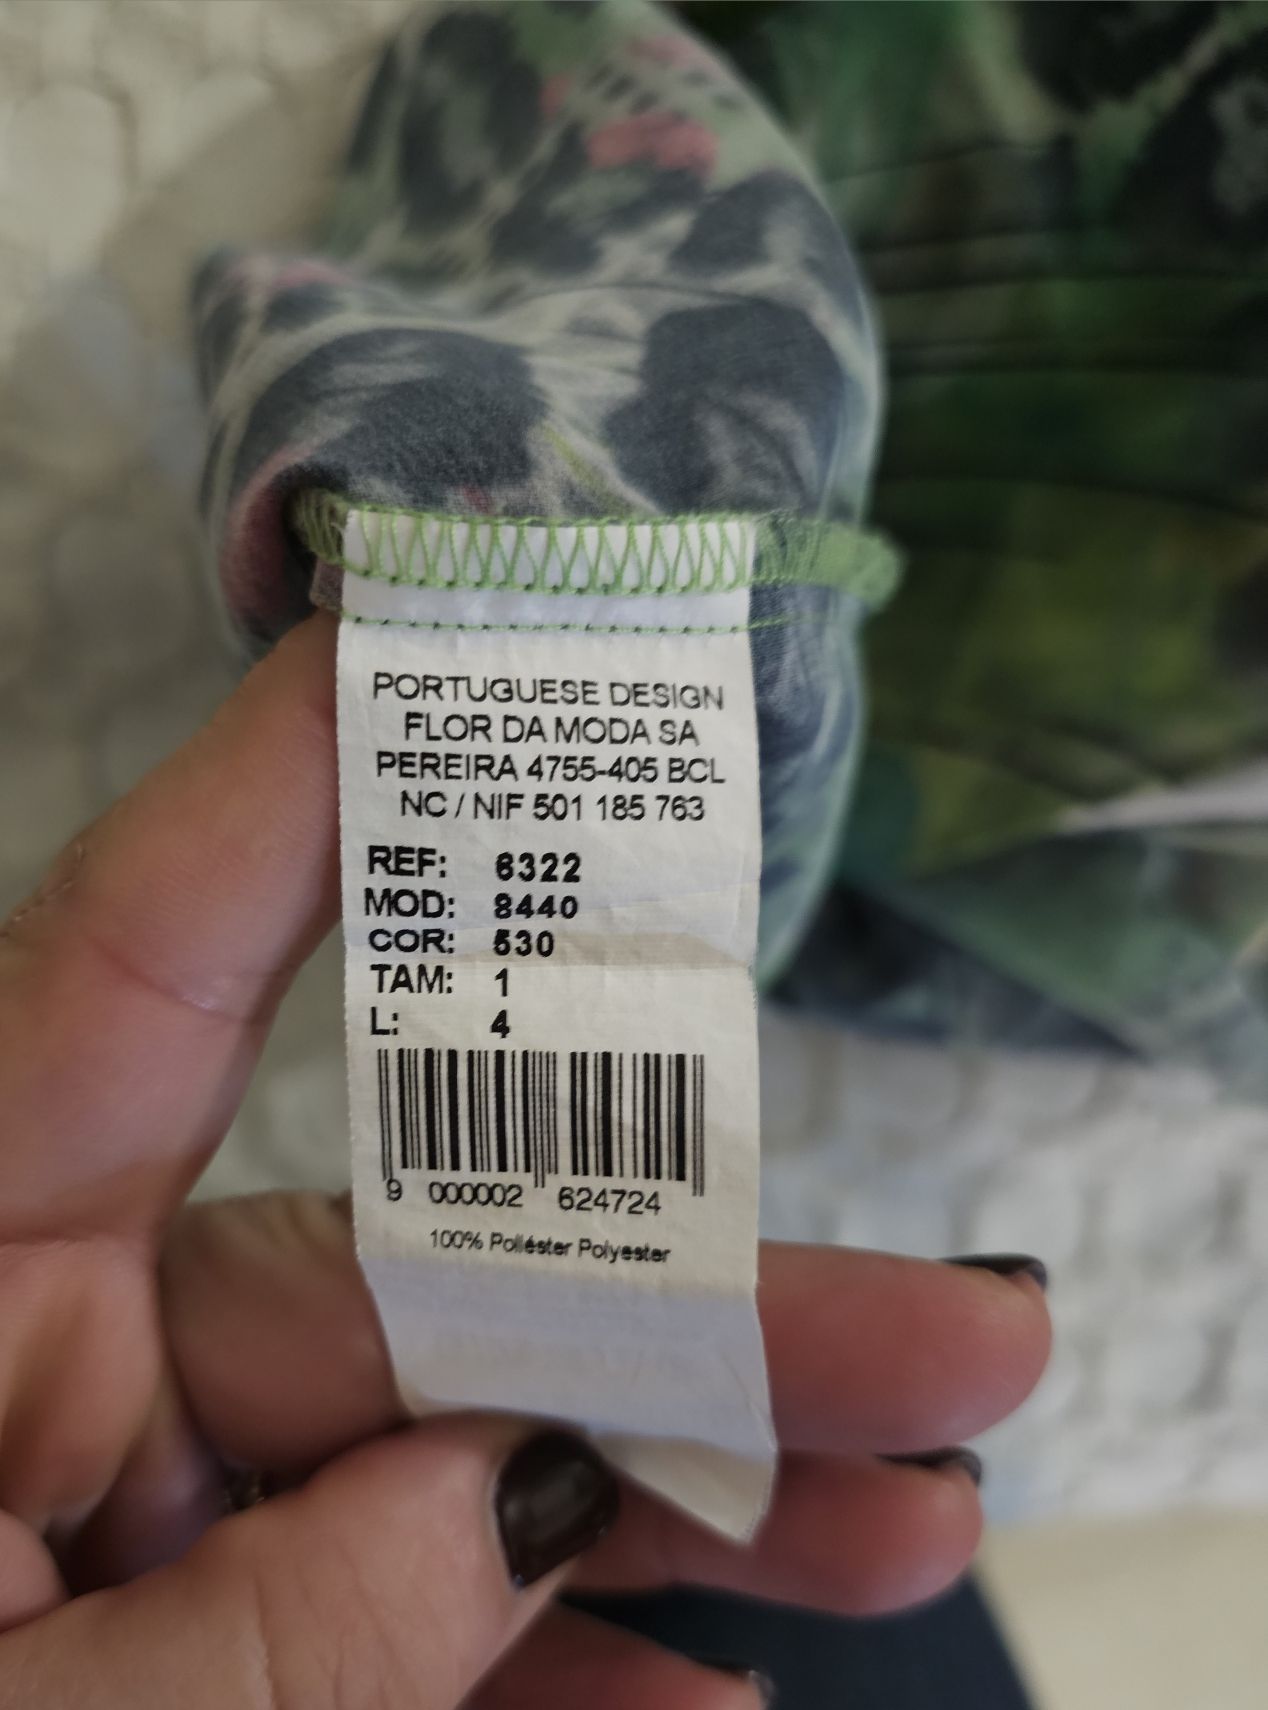 PORTUGUESE DESIGN
FLOR DA MODA SA
PEREIRA 4755-405 BCL
NC / NIF 501 185 763
REF: 6322
MOD: 8440
COR: 530
TAM: 1
L: 4
9 000002 624724
100% Poliéster Polyester